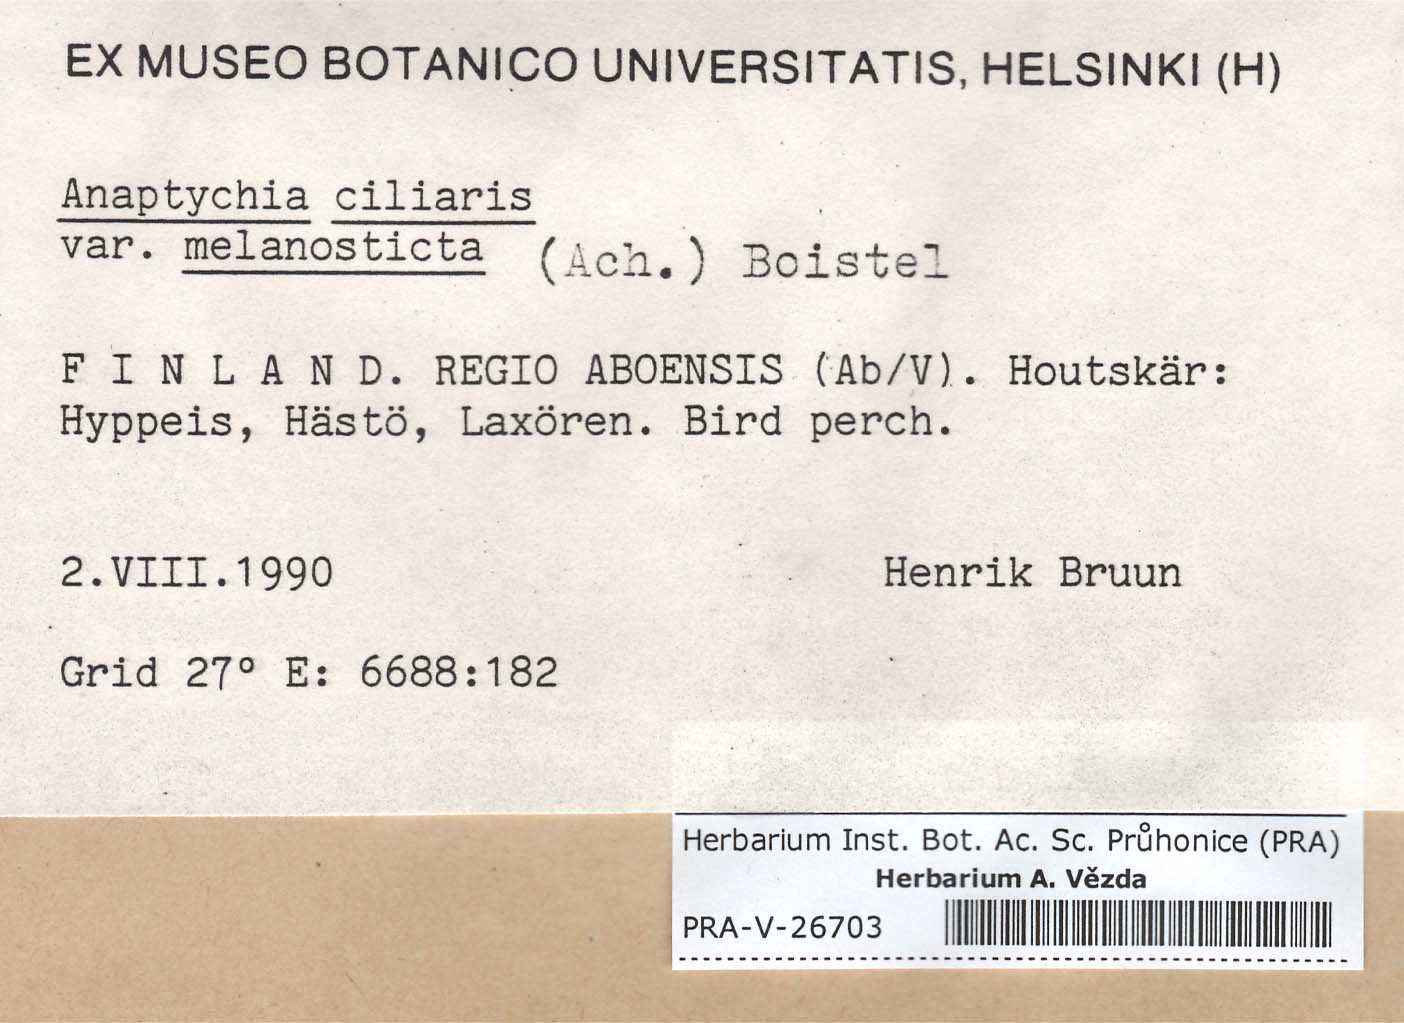 EX MUSEO BOTANICO UNIVERSITATIS, HELSINKI (H)
Anaptychia ciliaris
var. melanosticta (Ach.) Boistel
F I N L A N D. REGIO ABOENSIS (Ab/V). Houtskär:
Hyppeis, Hästö, Laxören. Bird perch.
2.VIII.1990 Henrik Bruun
Grid 27° E: 6688:182
Herbarium Inst. Bot. Ac. Sc. Průhonice (PRA)
Herbarium A. Vězda
PRA-V-26703